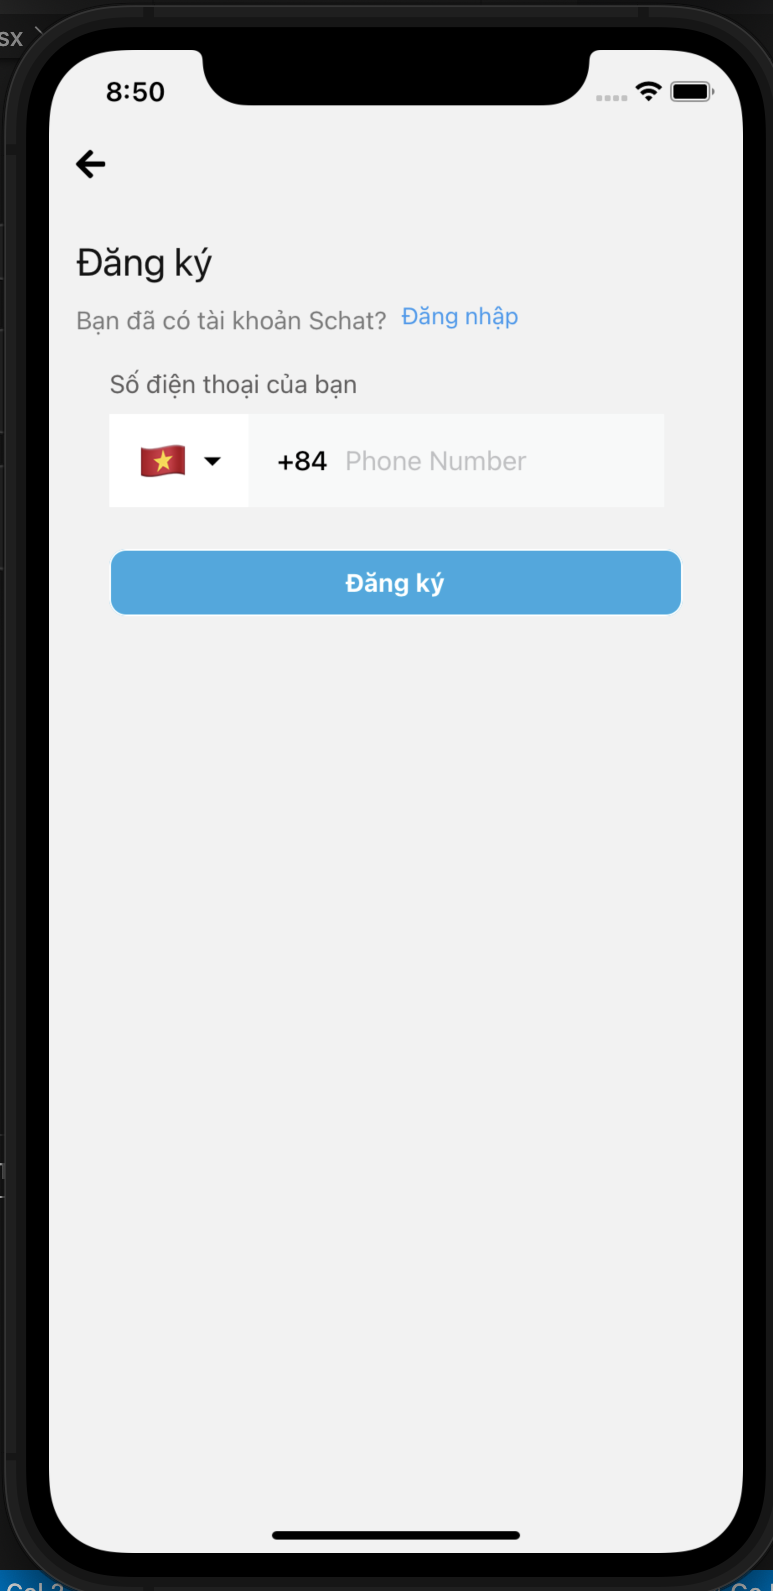 sx
8:50
Đăng ký
Bạn đã có tài khoản Schat? Đăng nhập
Số điện thoại của bạn
+84 Phone Number
Đăng ký